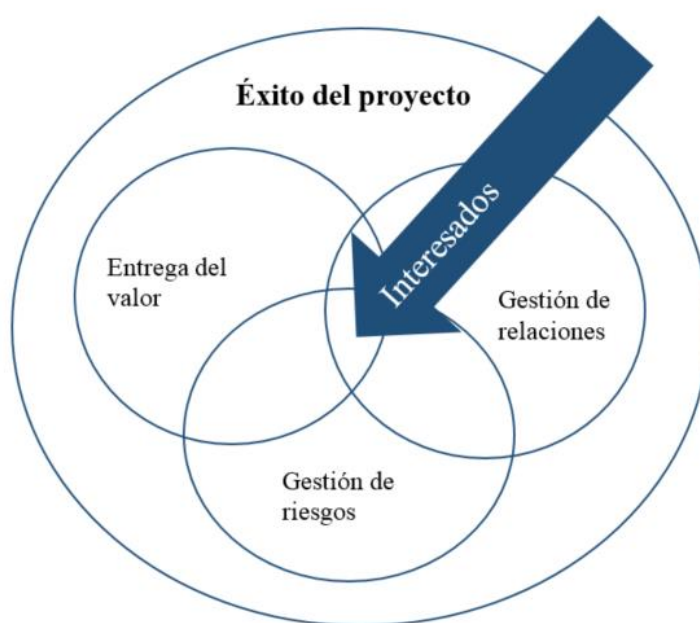 Éxito del proyecto
Entrega del
valor
Interesados
Gestión de
relaciones
Gestión de
riesgos